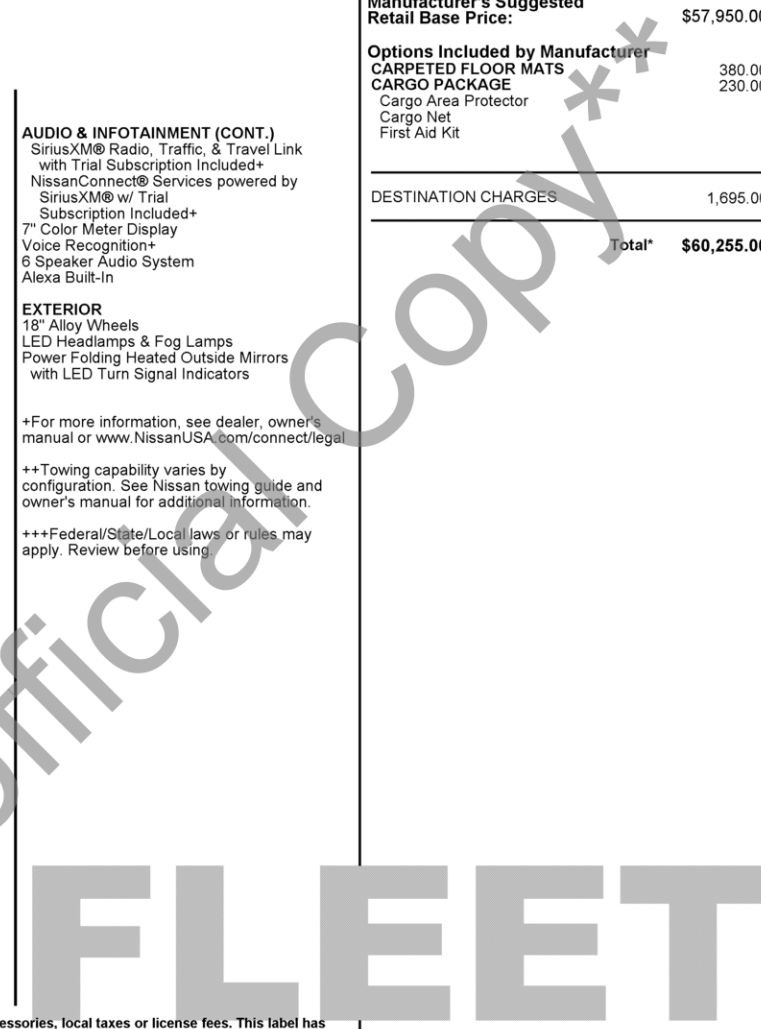 AUDIO & INFOTAINMENT (CONT.)
SiriusXM® Radio, Traffic, & Travel Link
with Trial Subscription Included+
NissanConnect® Services powered by
SiriusXM® w/ Trial
Subscription Included+
7" Color Meter Display
Voice Recognition+
6 Speaker Audio System
Alexa Built-In
EXTERIOR
18" Alloy Wheels
LED Headlamps & Fog Lamps
Power Folding Heated Outside Mirrors
with LED Turn Signal Indicators
+For more information, see dealer, owner's
manual or www.NissanUSA.com/connect/legal
++Towing capability varies by
configuration. See Nissan towing guide and
owner's manual for additional information.
+++Federal/State/Local laws or rules may
apply. Review before using.
Manufacturer's Suggested
Retail Base Price: $57,950.00
Options Included by Manufacturer
CARPETED FLOOR MATS 380.00
CARGO PACKAGE 230.00
Cargo Area Protector
Cargo Net
First Aid Kit
DESTINATION CHARGES 1,695.00
Total* $60,255.00
official Copy**
FLEET
essories, local taxes or license fees. This label has